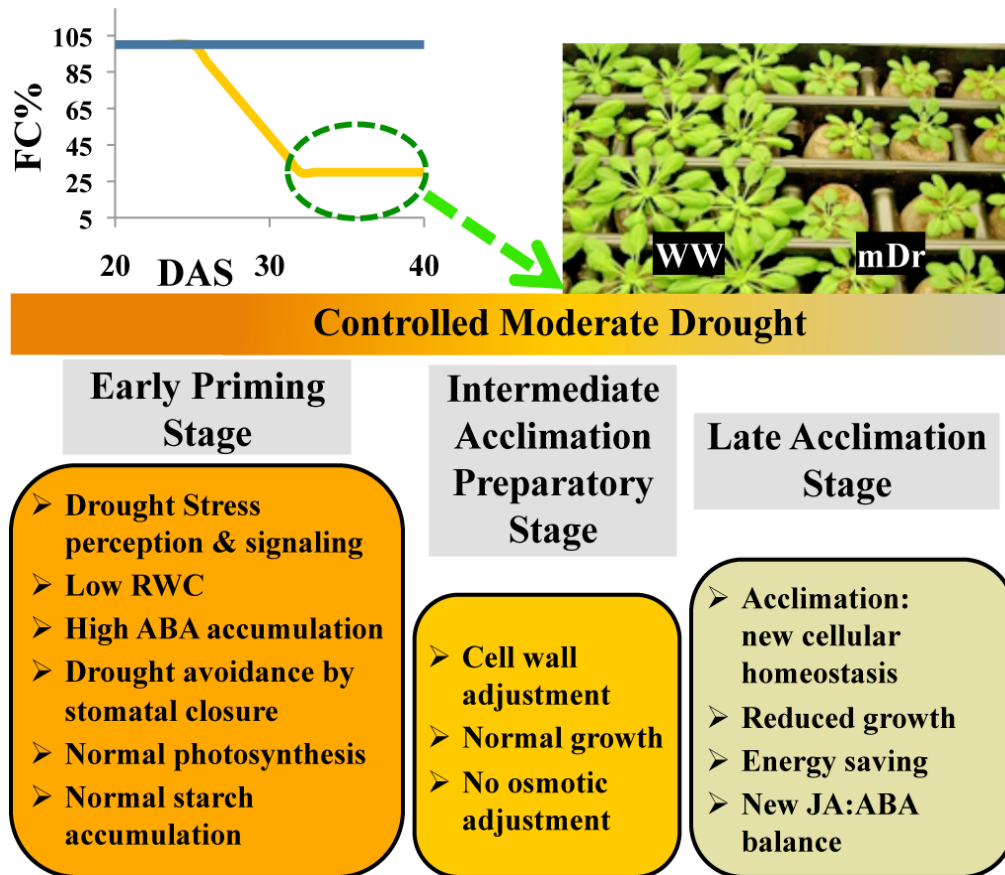 FC%
105
85
65
45
25
5
20
30
40
DAS
WW
mDr
Controlled Moderate Drought
Early Priming
Stage
➢ Drought Stress
perception & signaling
➢ Low RWC
➢ High ABA accumulation
➢ Drought avoidance by
stomatal closure
➢ Normal photosynthesis
➢ Normal starch
accumulation
Intermediate
Acclimation
Preparatory
Stage
➢ Cell wall
adjustment
➢ Normal growth
➢ No osmotic
adjustment
Late Acclimation
Stage
➢ Acclimation:
new cellular
homeostasis
➢ Reduced growth
➢ Energy saving
➢ New JA:ABA
balance